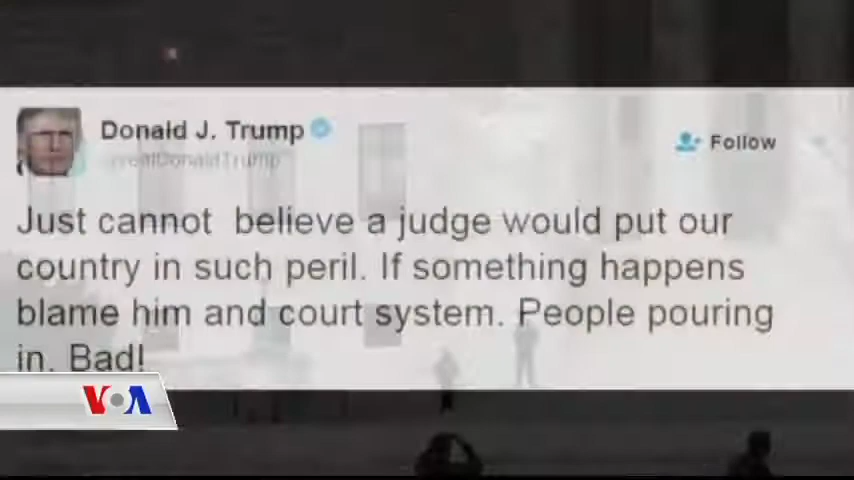 Donald J. Trump
@realDonaldTrump
Follow
Just cannot believe a judge would put our
country in such peril. If something happens
blame him and court system. People pouring
in. Bad!
VOA